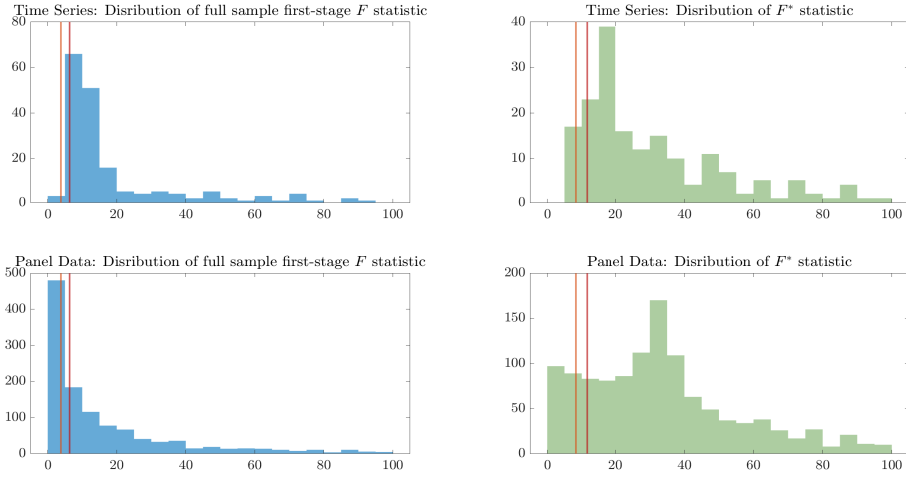 Time Series: Disribution of full sample first-stage F statistic
80
60
40
20
0
0 20 40 60 80 100
Time Series: Disribution of F* statistic
40
30
20
10
0
0 20 40 60 80 100
Panel Data: Disribution of full sample first-stage F statistic
500
400
300
200
100
0
0 20 40 60 80 100
Panel Data: Disribution of F* statistic
200
150
100
50
0
0 20 40 60 80 100